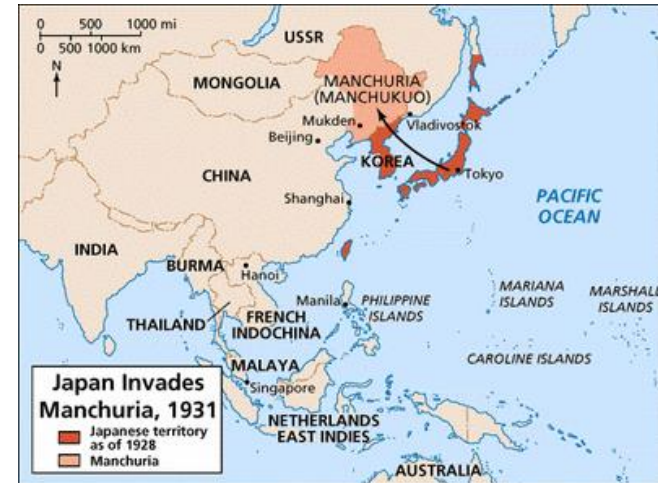 0 500 1000 mi
0 500 1000 km
N
USSR
MONGOLIA
MANCHURIA
(MANCHUKUO)
Mukden
Vladivostok
Beijing
KOREA
Tokyo
CHINA
Shanghai
PACIFIC
OCEAN
INDIA
BURMA
Hanoi
Manila
PHILIPPINE
ISLANDS
MARIANA
ISLANDS
MARSHALL
ISLANDS
THAILAND
FRENCH
INDOCHINA
CAROLINE ISLANDS
MALAYA
Singapore
NETHERLANDS
EAST INDIES
AUSTRALIA
Japan Invades
Manchuria, 1931
Japanese territory
as of 1928
Manchuria